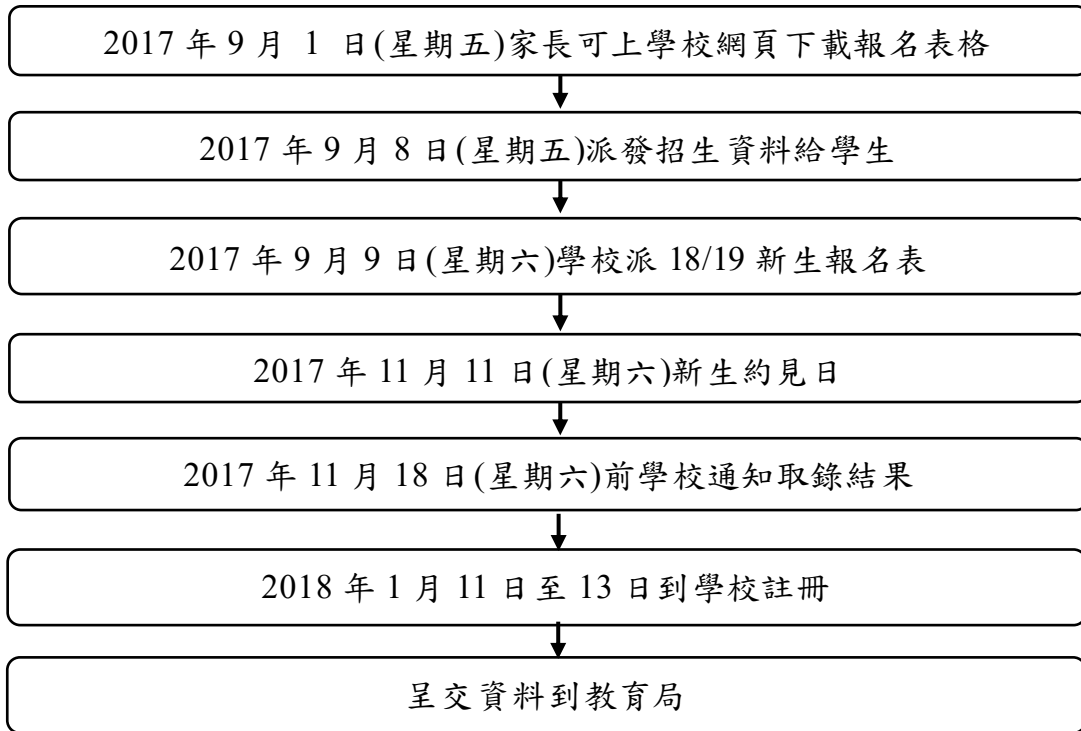 2017 年 9 月 1 日(星期五)家長可上學校網頁下載報名表格
2017 年 9 月 8 日(星期五)派發招生資料給學生
2017 年 9 月 9 日(星期六)學校派 18/19 新生報名表
2017 年 11 月 11 日(星期六)新生約見日
2017 年 11 月 18 日(星期六)前學校通知取錄結果
2018 年 1 月 11 日至 13 日到學校註冊
呈交資料到教育局